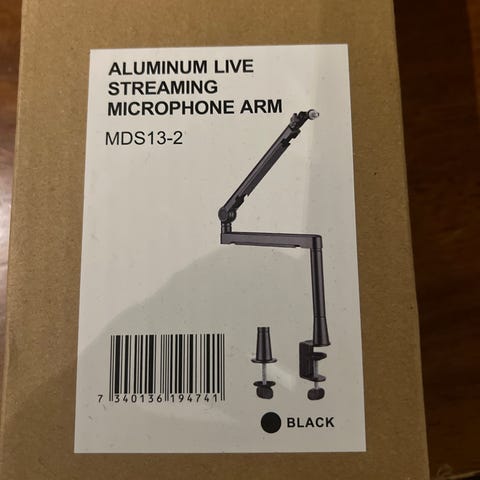 ALUMINUM LIVE
STREAMING
MICROPHONE ARM
MDS13-2
7 340136 194741
BLACK